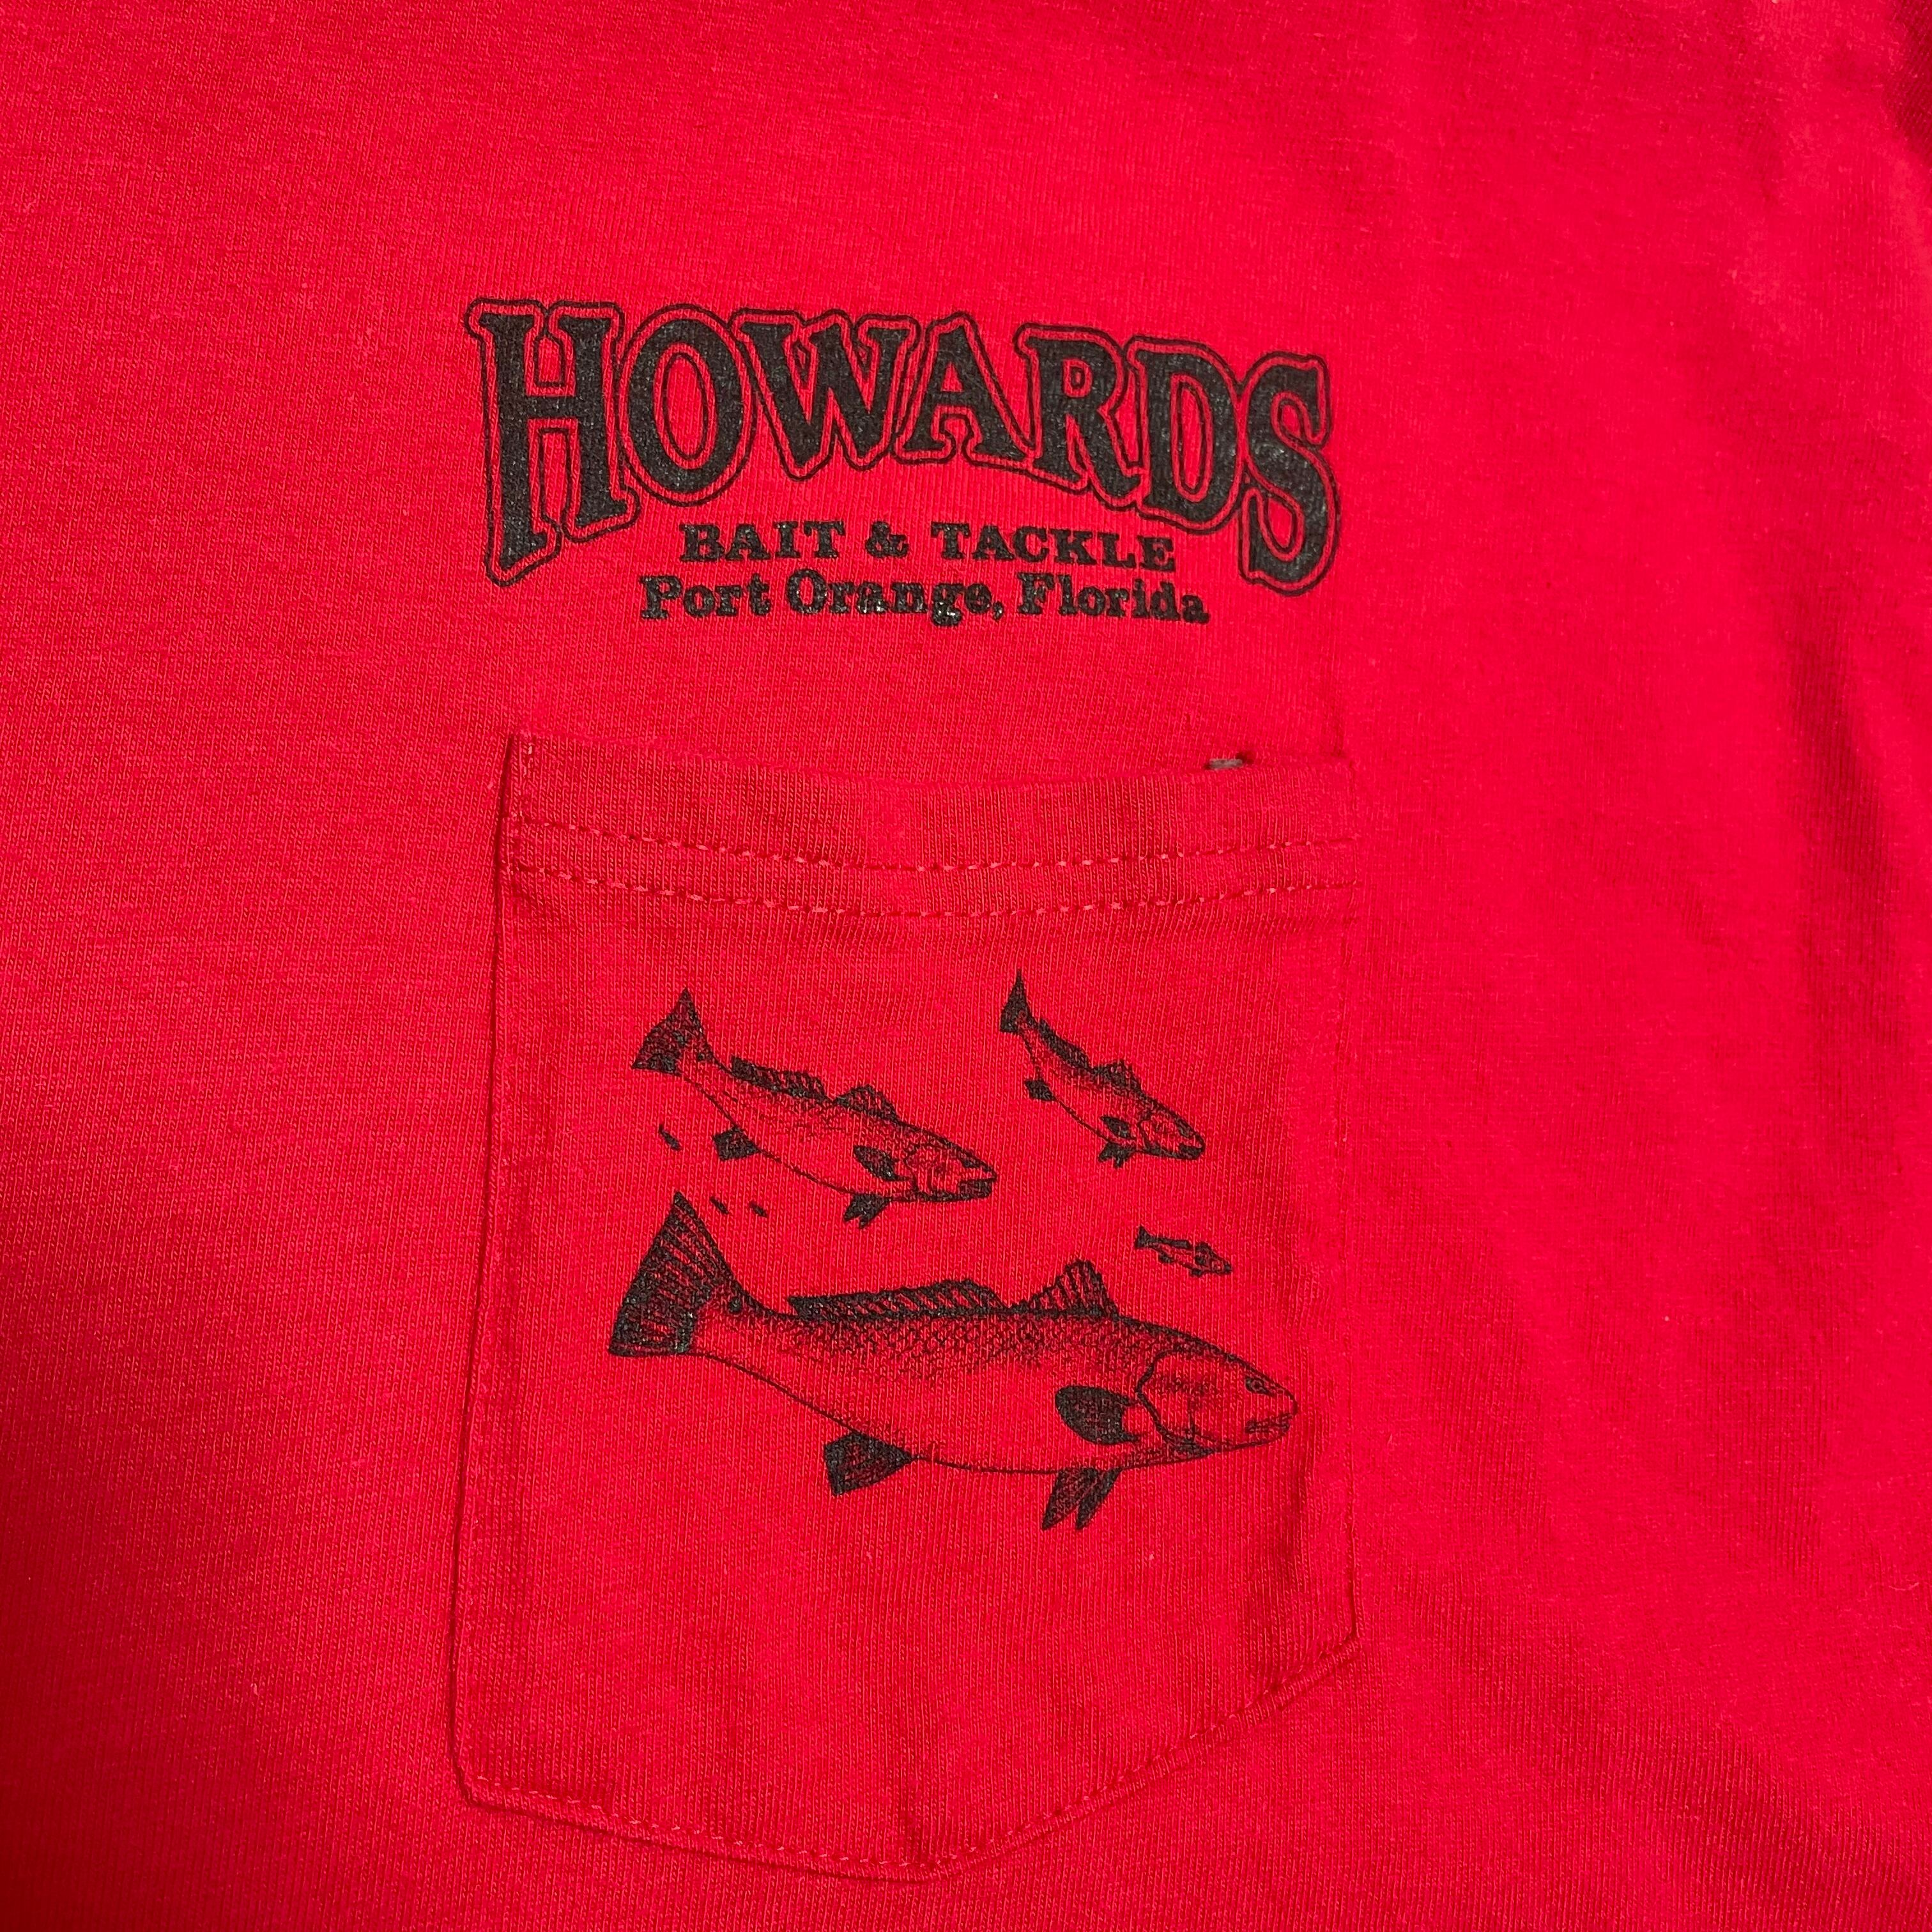 HOWARDS
BAIT & TACKLE
Port Orange, Florida